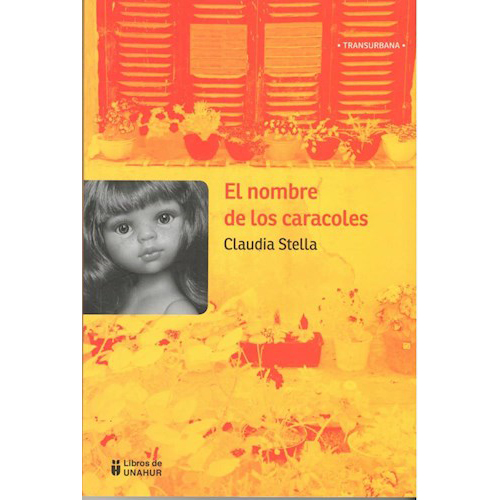 • TRANSURBANA •
El nombre
de los caracoles
Claudia Stella
Libros de
UNAHUR